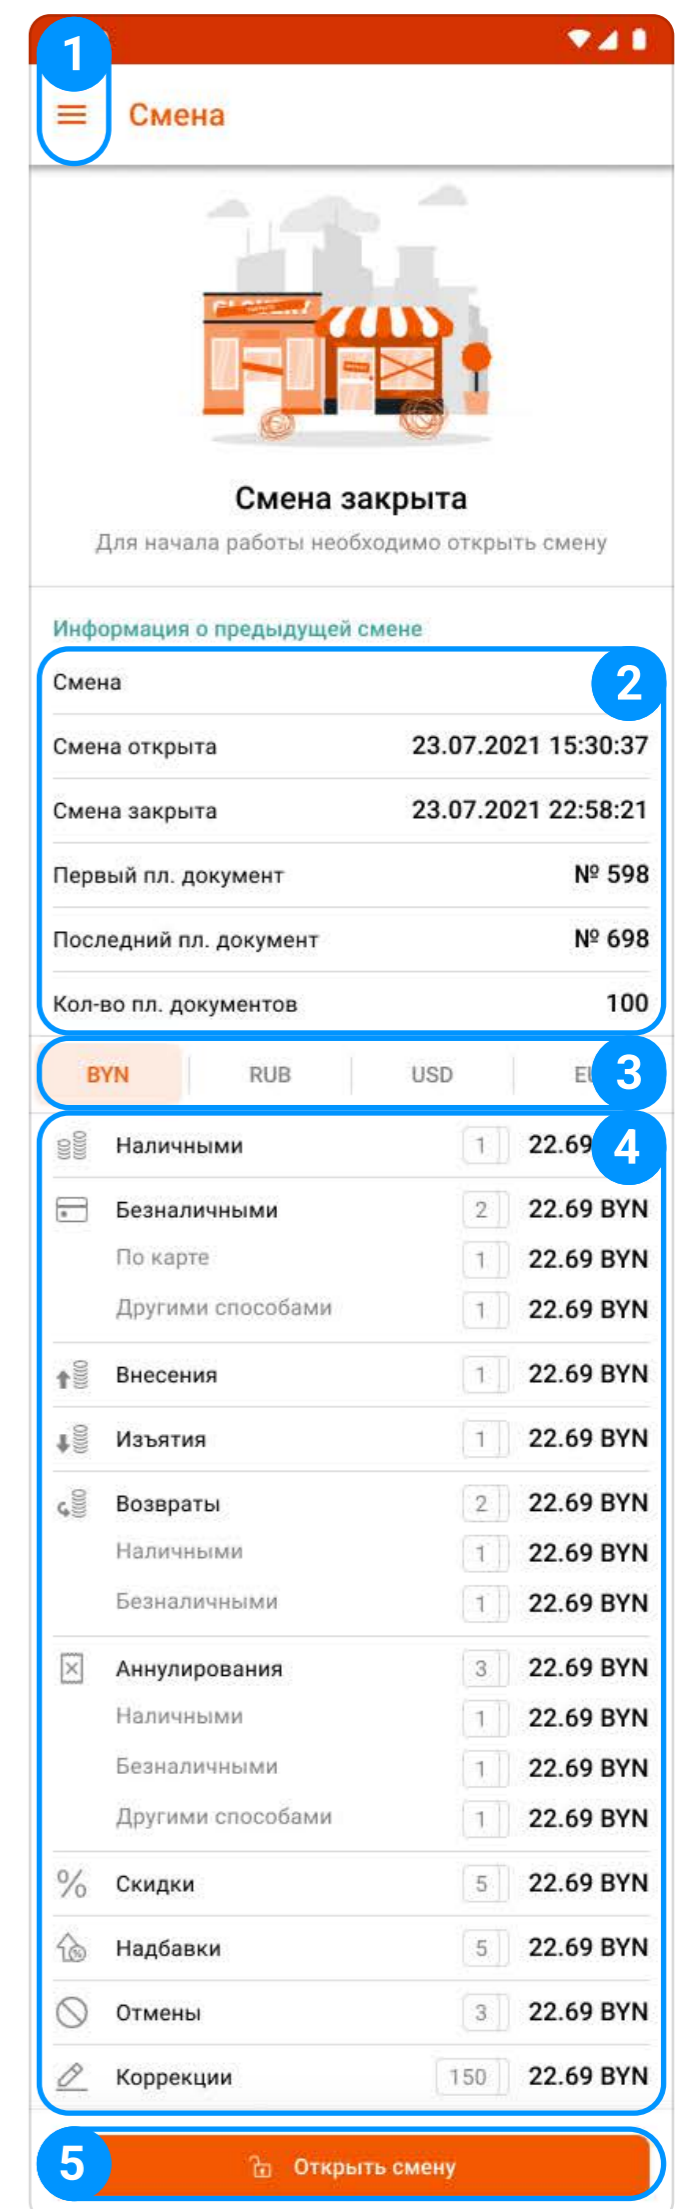 1
Смена
Смена закрыта
Для начала работы необходимо открыть смену
Информация о предыдущей смене
Смена 2
Смена открыта 23.07.2021 15:30:37
Смена закрыта 23.07.2021 22:58:21
Первый пл. документ № 598
Последний пл. документ № 698
Кол-во пл. документов 100
BYN RUB USD 3
Наличными 1 22.69 4
Безналичными 2 22.69 BYN
По карте 1 22.69 BYN
Другими способами 1 22.69 BYN
Внесения 1 22.69 BYN
Изъятия 1 22.69 BYN
Возвраты 2 22.69 BYN
Наличными 1 22.69 BYN
Безналичными 1 22.69 BYN
Аннулирования 3 22.69 BYN
Наличными 1 22.69 BYN
Безналичными 1 22.69 BYN
Другими способами 1 22.69 BYN
Скидки 5 22.69 BYN
Надбавки 5 22.69 BYN
Отмены 3 22.69 BYN
Коррекции 150 22.69 BYN
5 Открыть смену